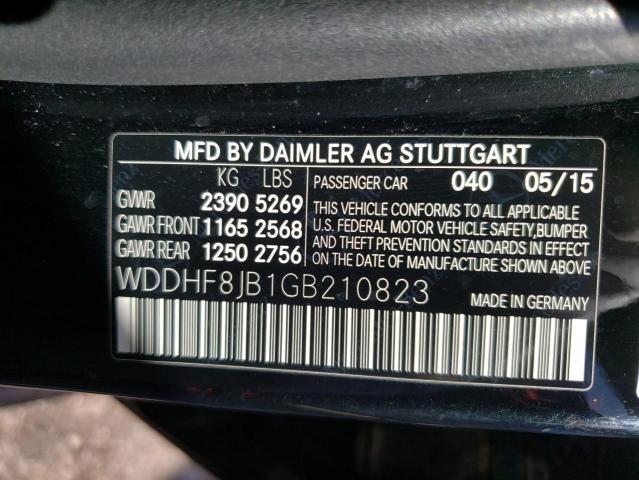 MFD BY DAIMLER AG STUTTGART
KG LBS
GVWR 2390 5269
GAWR FRONT 1165 2568
GAWR REAR 1250 2756
PASSENGER CAR 040 05/15
THIS VEHICLE CONFORMS TO ALL APPLICABLE
U.S. FEDERAL MOTOR VEHICLE SAFETY,BUMPER
AND THEFT PREVENTION STANDARDS IN EFFECT
ON THE DATE OF MANUFACTURE SHOWN ABOVE
WDDHF8JB1GB210823
MADE IN GERMANY